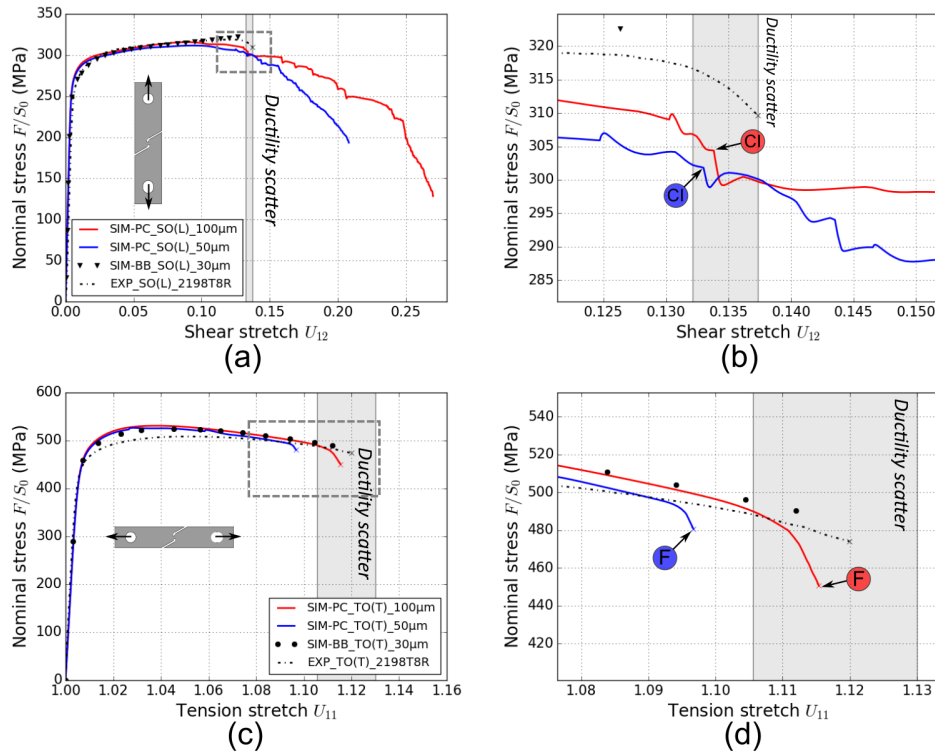 350
300
250
200
150
100
50
0
Nominal stress F/S0 (MPa)
Ductility scatter
SIM-PC_SO(L)_100μm
SIM-PC_SO(L)_50μm
SIM-BB_SO(L)_30μm
EXP_SO(L)_2198T8R
0.00 0.05 0.10 0.15 0.20 0.25
Shear stretch U12
(a)
320
315
310
305
300
295
290
285
Nominal stress F/S0 (MPa)
Ductility scatter
CI
CI
0.125 0.130 0.135 0.140 0.145 0.150
Shear stretch U12
(b)
600
500
400
300
200
100
0
Nominal stress F/S0 (MPa)
Ductility scatter
SIM-PC_TO(T)_100μm
SIM-PC_TO(T)_50μm
SIM-BB_TO(T)_30μm
EXP_TO(T)_2198T8R
1.00 1.02 1.04 1.06 1.08 1.10 1.12 1.14 1.16
Tension stretch U11
(c)
540
520
500
480
460
440
420
Nominal stress F/S0 (MPa)
Ductility scatter
F
F
1.08 1.09 1.10 1.11 1.12 1.13
Tension stretch U11
(d)